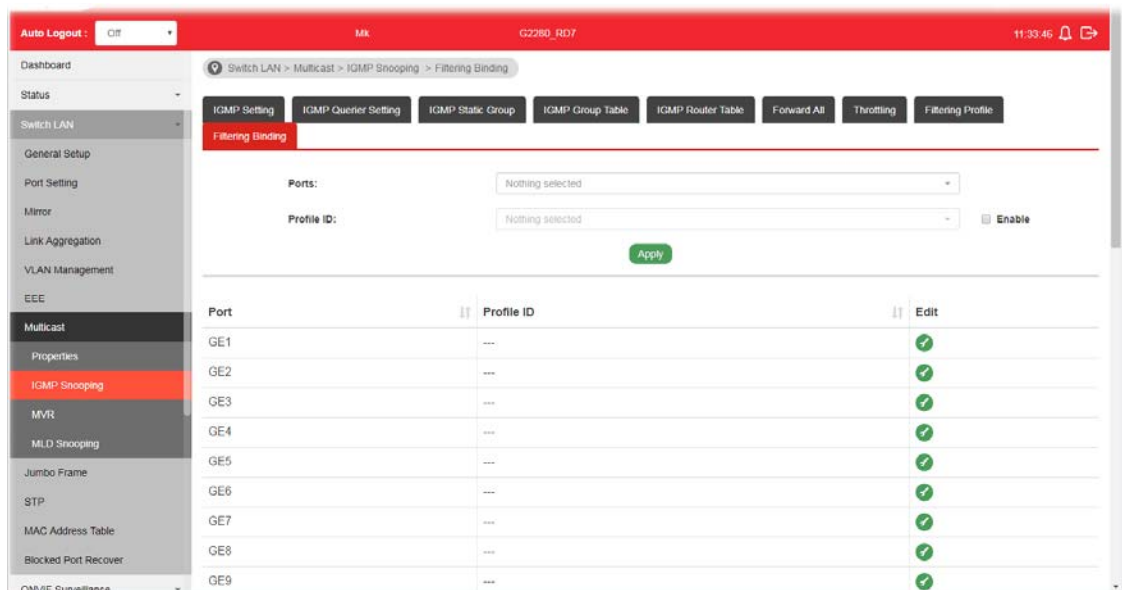 Auto Logout : Off Mk G2280_RD7 11:33:46
Dashboard
Status
Switch LAN
General Setup
Port Setting
Mirror
Link Aggregation
VLAN Management
EEE
Multicast
Properties
IGMP Snooping
MVR
MLD Snooping
Jumbo Frame
STP
MAC Address Table
Blocked Port Recover
ONVIF Surveillance
Switch LAN > Multicast > IGMP Snooping > Filtering Binding
IGMP Setting IGMP Querier Setting IGMP Static Group IGMP Group Table IGMP Router Table Forward All Throttling Filtering Profile
Filtering Binding
Ports: Nothing selected
Profile ID: Nothing selected Enable
Apply
Port Profile ID Edit
GE1 ---
GE2 ---
GE3 ---
GE4 ---
GE5 ---
GE6 ---
GE7 ---
GE8 ---
GE9 ---